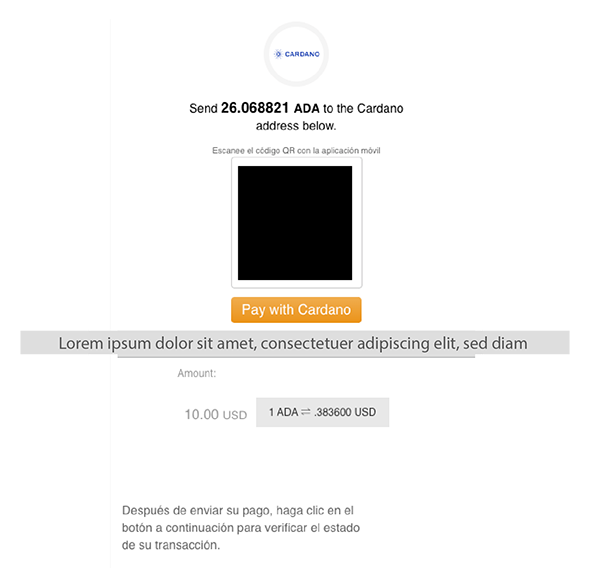 CARDANO
Send 26.068821 ADA to the Cardano
address below.
Escanee el código QR con la aplicación móvil
Pay with Cardano
Lorem ipsum dolor sit amet, consectetuer adipiscing elit, sed diam
Amount:
10.00 USD
1 ADA ⇌ .383600 USD
Después de enviar su pago, haga clic en el
botón a continuación para verificar el estado
de su transacción.